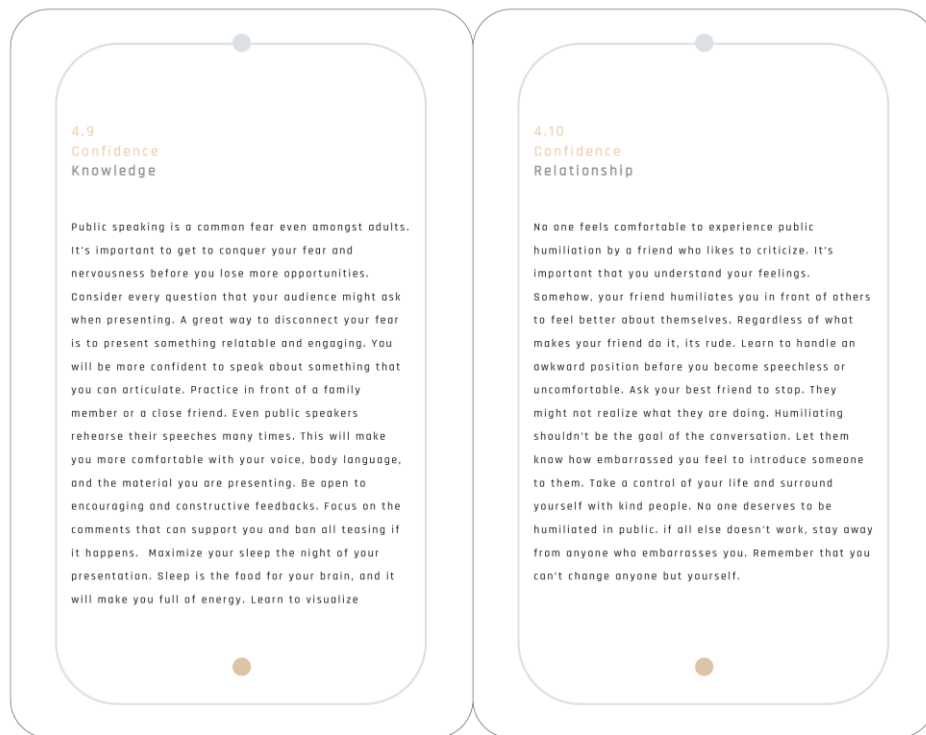 4.9
Confidence
Knowledge
Public speaking is a common fear even amongst adults.
It's important to get to conquer your fear and
nervousness before you lose more opportunities.
Consider every question that your audience might ask
when presenting. A great way to disconnect your fear
is to present something relatable and engaging. You
will be more confident to speak about something that
you can articulate. Practice in front of a family
member or a close friend. Even public speakers
rehearse their speeches many times. This will make
you more comfortable with your voice, body language,
and the material you are presenting. Be open to
encouraging and constructive feedbacks. Focus on the
comments that can support you and ban all teasing if
it happens.  Maximize your sleep the night of your
presentation. Sleep is the food for your brain, and it
will make you full of energy. Learn to visualize
4.10
Confidence
Relationship
No one feels comfortable to experience public
humiliation by a friend who likes to criticize. It's
important that you understand your feelings.
Somehow, your friend humiliates you in front of others
to feel better about themselves. Regardless of what
makes your friend do it, its rude. Learn to handle an
awkward position before you become speechless or
uncomfortable. Ask your best friend to stop. They
might not realize what they are doing. Humiliating
shouldn't be the goal of the conversation. Let them
know how embarrassed you feel to introduce someone
to them. Take a control of your life and surround
yourself with kind people. No one deserves to be
humiliated in public. if all else doesn't work, stay away
from anyone who embarrasses you. Remember that you
can't change anyone but yourself.